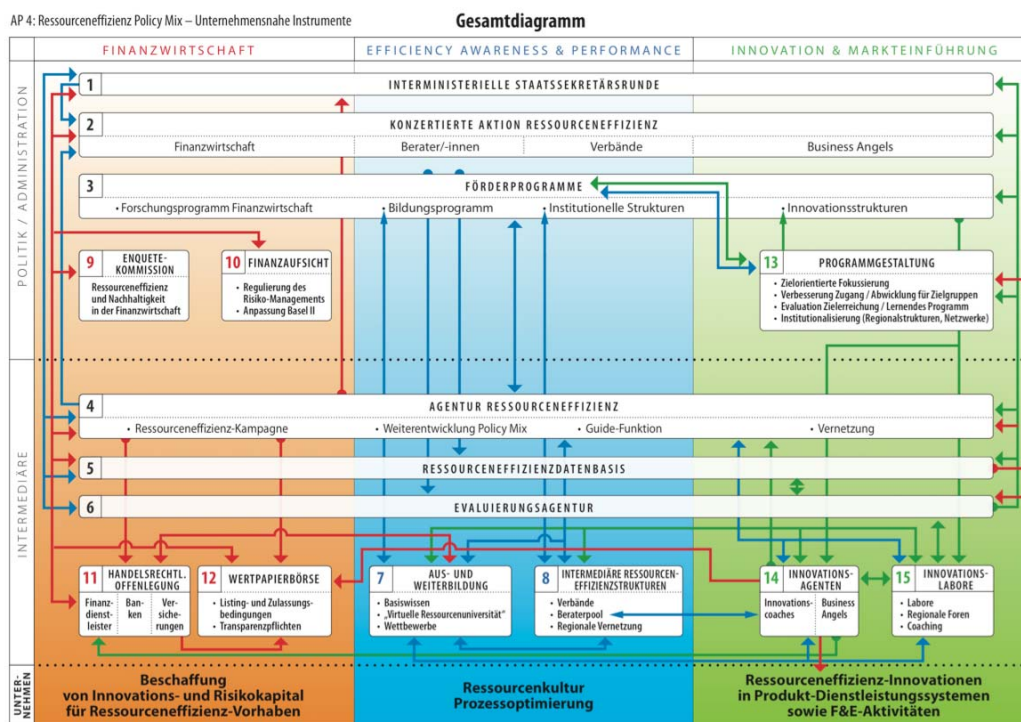 AP 4: Ressourceneffizienz Policy Mix – Unternehmensnahe Instrumente
Gesamtdiagramm
FINANZWIRTSCHAFT
EFFICIENCY AWARENESS & PERFORMANCE
INNOVATION & MARKTEINFÜHRUNG
POLITIK / ADMINISTRATION
1
INTERMINISTERIELLE STAATSSEKRETÄRSRUNDE
2
KONZERTIERTE AKTION RESSOURCENEFFIZIENZ
Finanzwirtschaft
Berater/-innen
Verbände
Business Angels
3
FÖRDERPROGRAMME
• Forschungsprogramm Finanzwirtschaft
• Bildungsprogramm
• Institutionelle Strukturen
• Innovationsstrukturen
9
ENQUETE-
KOMMISSION
Ressourceneffizienz
und Nachhaltigkeit
in der Finanzwirtschaft
10
FINANZAUFSICHT
• Regulierung des
Risiko-Managements
• Anpassung Basel II
13
PROGRAMMGESTALTUNG
• Zielorientierte Fokussierung
• Verbesserung Zugang / Abwicklung für Zielgruppen
• Evaluation Zielerreichung / Lernendes Programm
• Institutionalisierung (Regionalstrukturen, Netzwerke)
INTERMEDIÄRE
4
AGENTUR RESSOURCENEFFIZIENZ
• Ressourceneffizienz-Kampagne
• Weiterentwicklung Policy Mix
• Guide-Funktion
• Vernetzung
5
RESSOURCENEFFIZIENZDATENBASIS
6
EVALUIERUNGSAGENTUR
11
HANDELSRECHTL.
OFFENLEGUNG
Finanz-
dienst-
leister
Ban-
ken
Ver-
siche-
rungen
12
WERTPAPIERBÖRSE
• Listing- und Zulassungs-
bedingungen
• Transparenzpflichten
7
AUS- UND
WEITERBILDUNG
• Basiswissen
• „Virtuelle Ressourcenuniversität“
• Wettbewerbe
8
INTERMEDIÄRE RESSOURCEN-
EFFIZIENZSTRUKTUREN
• Verbände
• Beraterpool
• Regionale Vernetzung
14
INNOVATIONS-
AGENTEN
Innovations-
coaches
Business
Angels
15
INNOVATIONS-
LABORE
• Labore
• Regionale Foren
• Coaching
UNTER-
NEHMEN
Beschaffung
von Innovations- und Risikokapital
für Ressourceneffizienz-Vorhaben
Ressourcenkultur
Prozessoptimierung
Ressourceneffizienz-Innovationen
in Produkt-Dienstleistungssystemen
sowie F&E-Aktivitäten